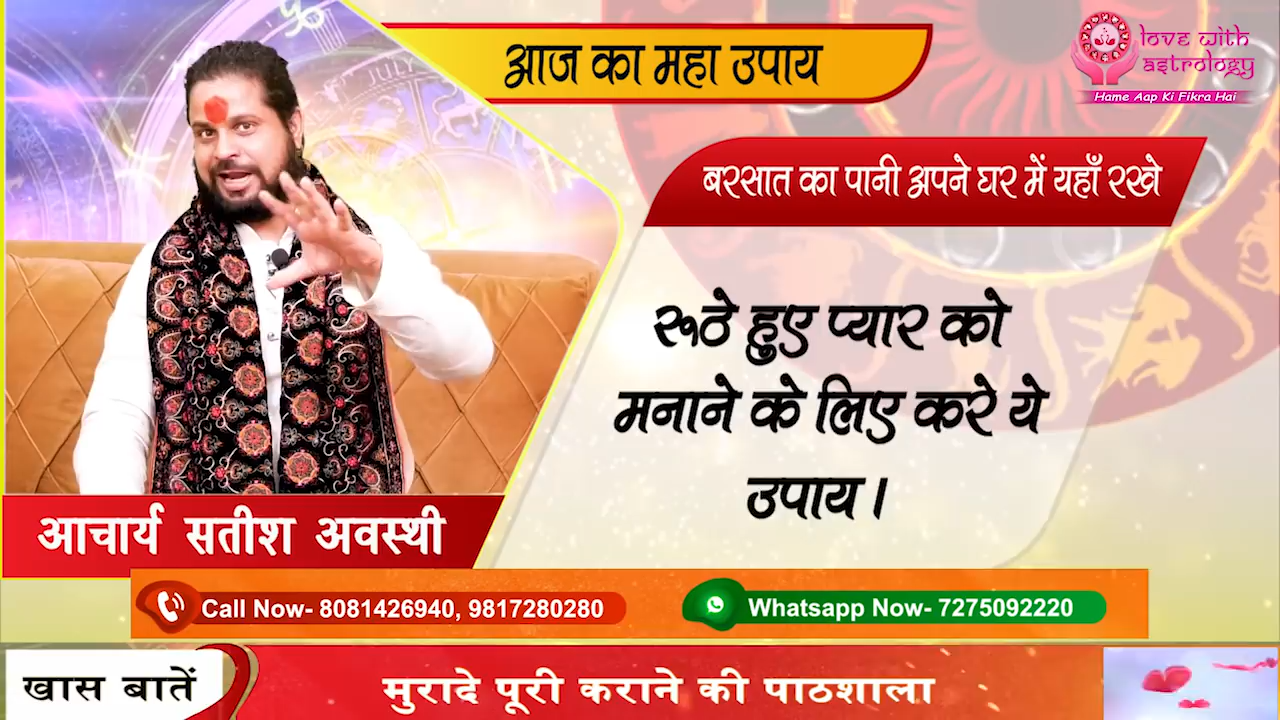 आज का महा उपाय
love with
astrology
Hame Aap Ki Fikra Hai
बरसात का पानी अपने घर में यहाँ रखे
रूठे हुए प्यार को
मनाने के लिए करे ये
उपाय ।
आचार्य सतीश अवस्थी
Call Now- 8081426940, 9817280280
Whatsapp Now- 7275092220
खास बातें
मुरादे पूरी कराने की पाठशाला